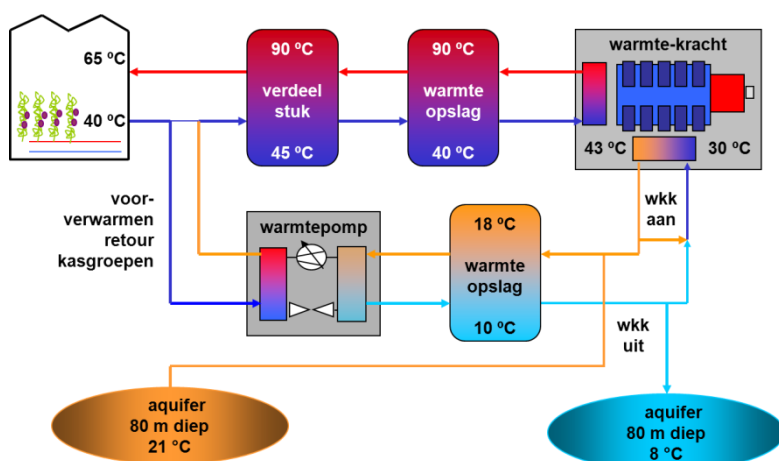 65 ºC
40 ºC
90 ºC
verdeel
stuk
45 ºC
90 ºC
warmte
opslag
40 ºC
warmte-kracht
43 ºC
30 ºC
voor-
verwarmen
retour
kasgroepen
warmtepomp
18 ºC
warmte
opslag
10 ºC
wkk
aan
wkk
uit
aquifer
80 m diep
21 °C
aquifer
80 m diep
8 °C